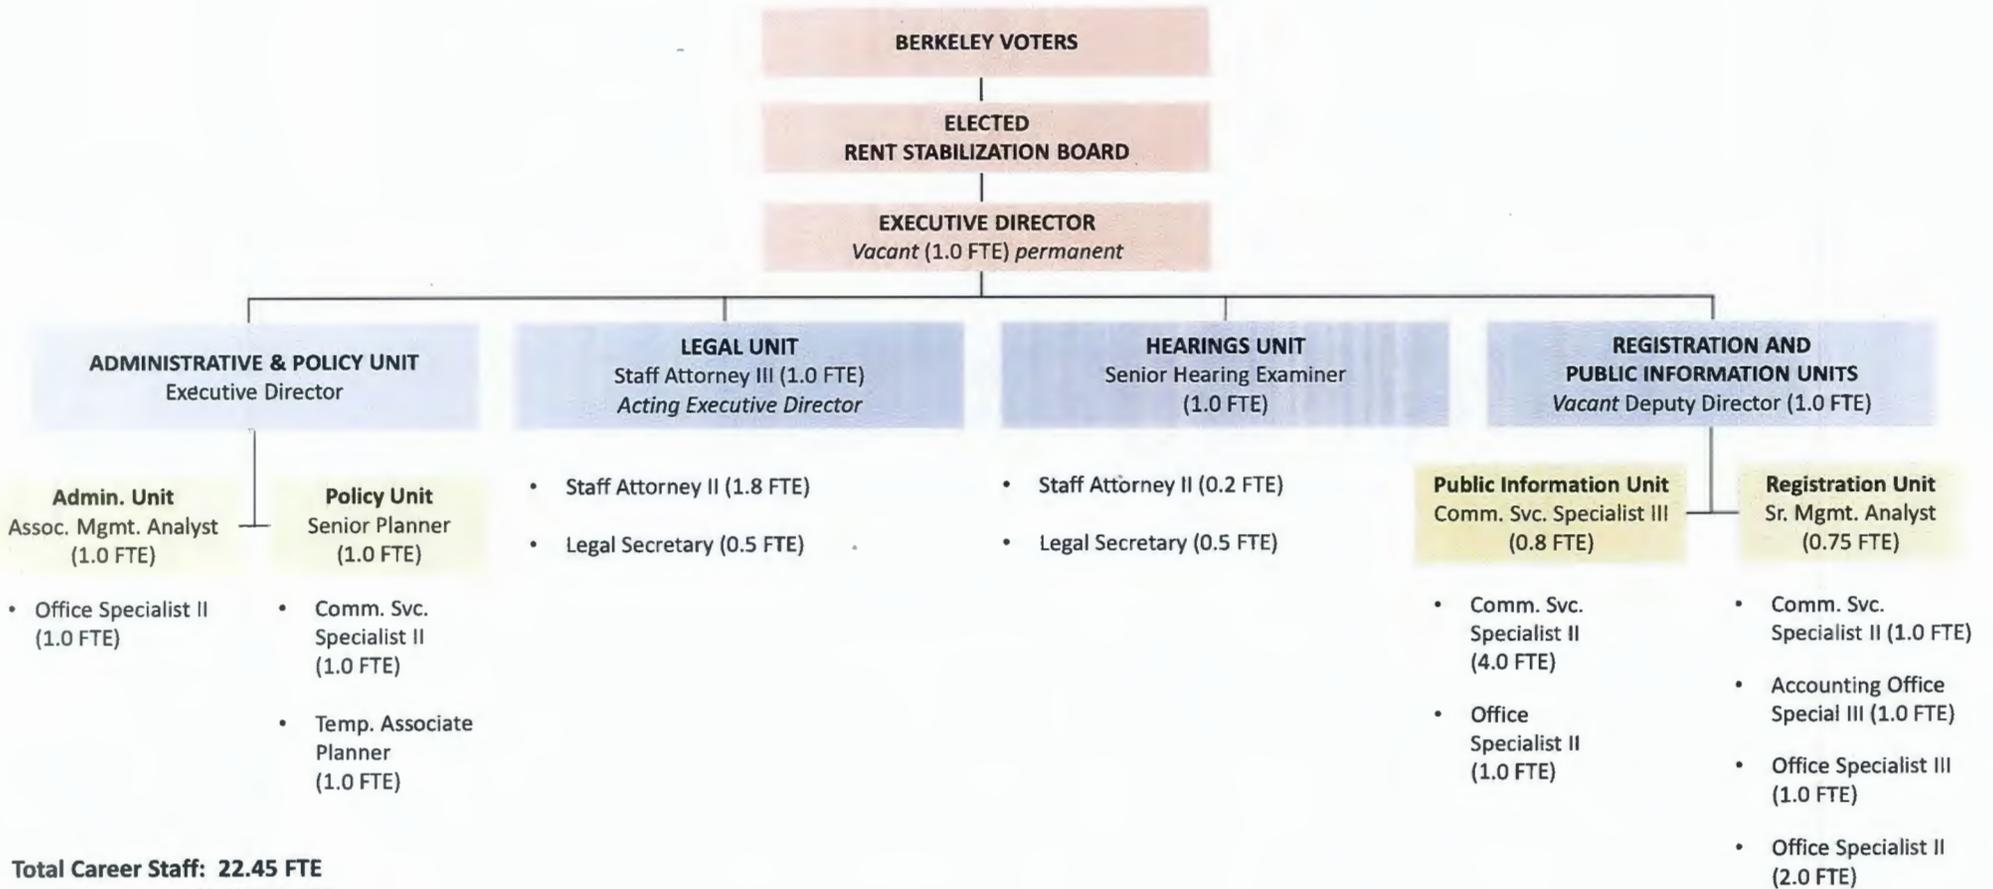 BERKELEY VOTERS
ELECTED
RENT STABILIZATION BOARD
EXECUTIVE DIRECTOR
Vacant (1.0 FTE) permanent
ADMINISTRATIVE & POLICY UNIT
Executive Director
LEGAL UNIT
Staff Attorney III (1.0 FTE)
Acting Executive Director
HEARINGS UNIT
Senior Hearing Examiner
(1.0 FTE)
REGISTRATION AND
PUBLIC INFORMATION UNITS
Vacant Deputy Director (1.0 FTE)
Admin. Unit
Assoc. Mgmt. Analyst
(1.0 FTE)
• Office Specialist II
(1.0 FTE)
Policy Unit
Senior Planner
(1.0 FTE)
• Comm. Svc.
Specialist II
(1.0 FTE)
• Temp. Associate
Planner
(1.0 FTE)
• Staff Attorney II (1.8 FTE)
• Legal Secretary (0.5 FTE)
• Staff Attorney II (0.2 FTE)
• Legal Secretary (0.5 FTE)
Public Information Unit
Comm. Svc. Specialist III
(0.8 FTE)
• Comm. Svc.
Specialist II
(4.0 FTE)
• Office
Specialist II
(1.0 FTE)
Registration Unit
Sr. Mgmt. Analyst
(0.75 FTE)
• Comm. Svc.
Specialist II (1.0 FTE)
• Accounting Office
Special III (1.0 FTE)
• Office Specialist III
(1.0 FTE)
• Office Specialist II
(2.0 FTE)
Total Career Staff: 22.45 FTE